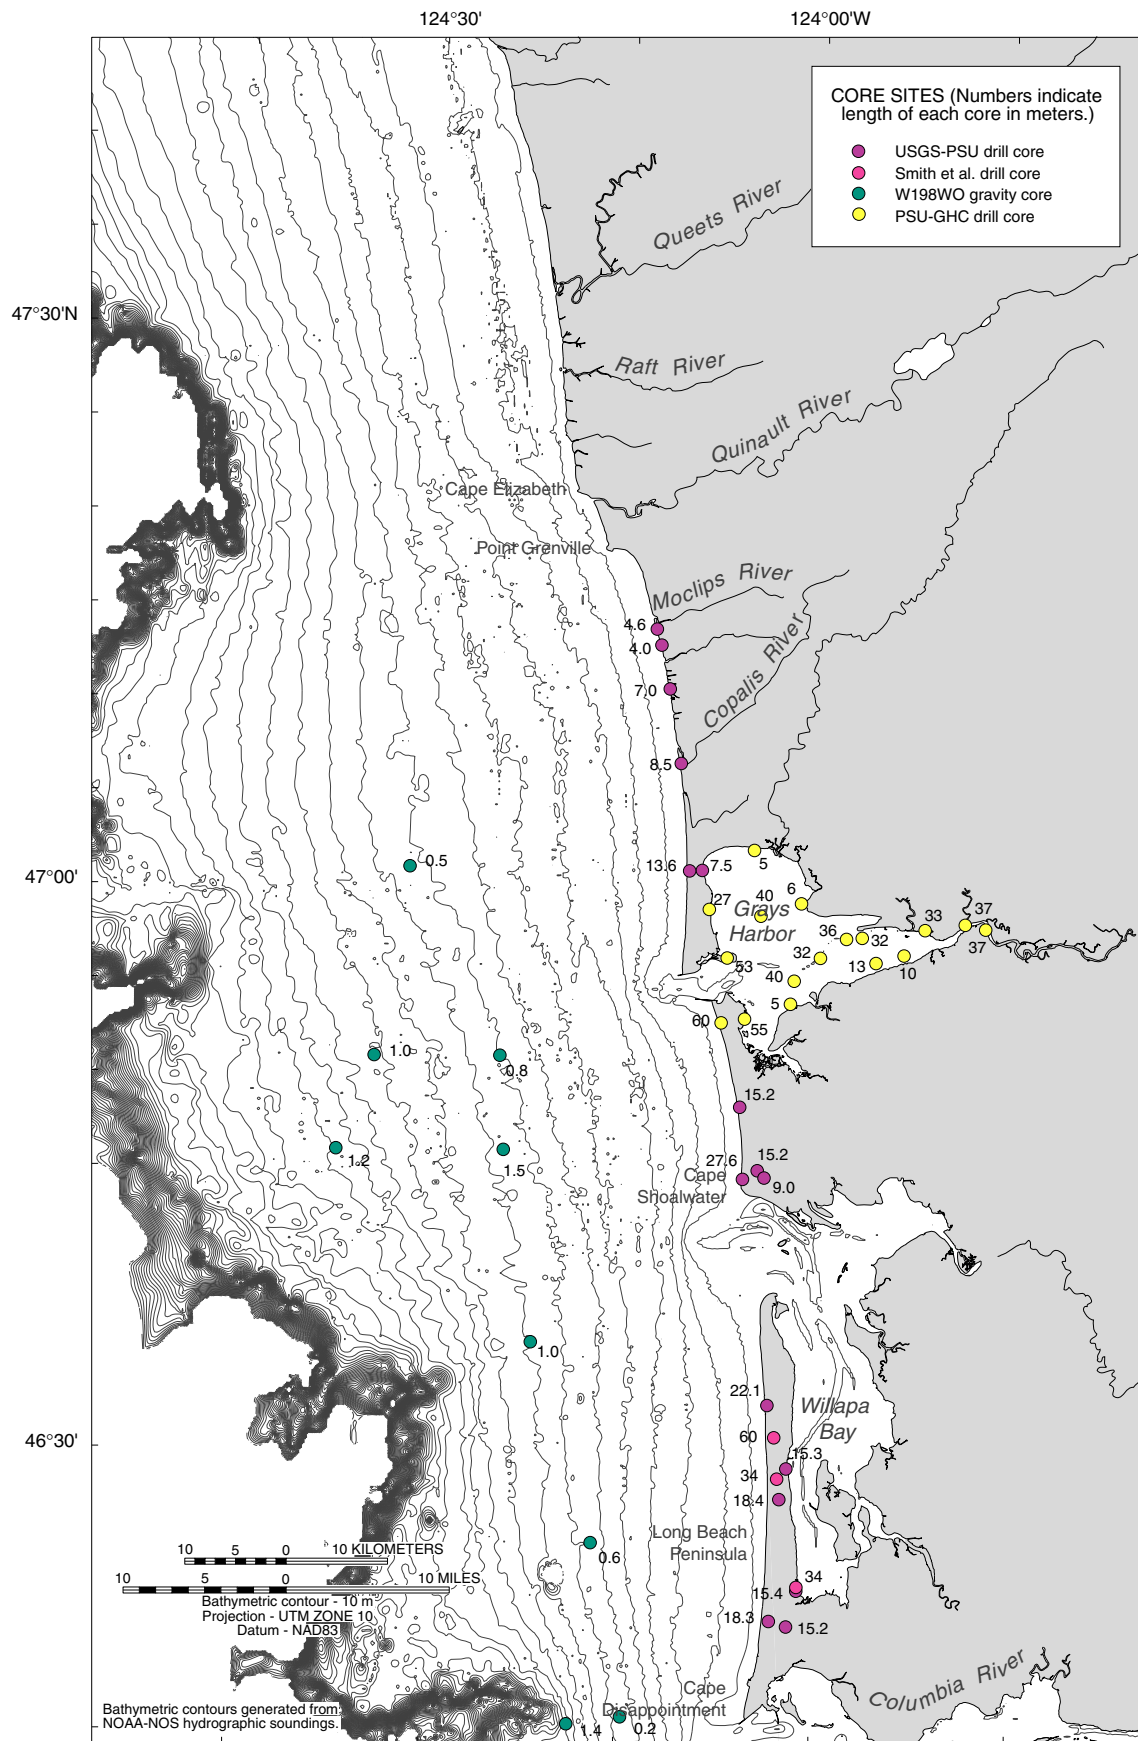 124°30'
124°00'W
CORE SITES (Numbers indicate
length of each core in meters.)
USGS-PSU drill core
Smith et al. drill core
W198WO gravity core
PSU-GHC drill core
Queets River
47°30'N
Raft River
Quinault River
Cape Elizabeth
Point Grenville
Moclips River
4.6
4.0
Copalis River
7.0
8.5
0.5
13.6
7.5
5
47°00'
27
40
6
Grays
Harbor
33
37
36
32
37
53
32
13
10
40
5
60
55
1.0
0.8
15.2
1.2
1.5
27.6
15.2
Cape
Shoalwater
9.0
1.0
22.1
Willapa
Bay
46°30'
60
15.3
34
18.4
Long Beach
Peninsula
10 5 0 10 KILOMETERS
0.6
10 5 0 10 MILES
34
15.4
Bathymetric contour - 10 m
Projection - UTM ZONE 10
Datum - NAD83
18.3
15.2
Columbia River
Cape
Disappointment
Bathymetric contours generated from
NOAA-NOS hydrographic soundings.
1.4
0.2